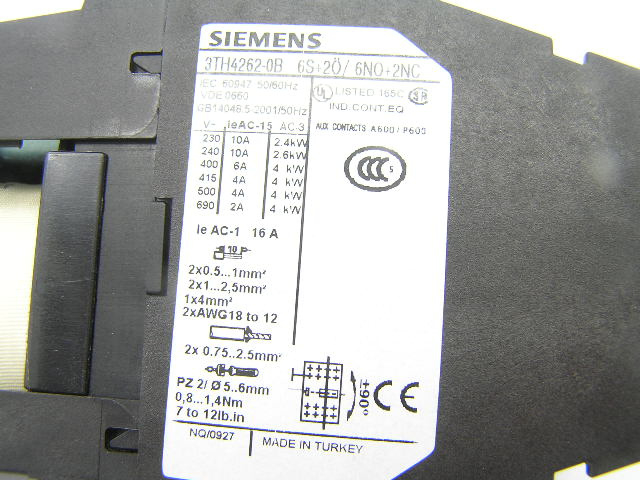 SIEMENS
3TH4262-0B 6S+2Ö/ 6NO+2NC
IEC 60947 50/60Hz
VDE 0660
GB14048.5-2001/50Hz
UL LISTED 165C SA
IND.CONT.EQ
AUX CONTACTS A600/P600
V~ IeAC-15 AC-3
230 10A 2.4kW
240 10A 2.6kW
400 6A 4 kW
415 4A 4 kW
500 4A 4 kW
690 2A 4 kW
CCC S
Ie AC-1 16 A
10
2x0.5...1mm²
2x1...2,5mm²
1x4mm²
2xAWG18 to 12
2x 0.75..2.5mm²
PZ 2/ Ø 5..6mm
0,8...1,4Nm
7 to 12lb.in
+90°
CE
NQ/0927
MADE IN TURKEY